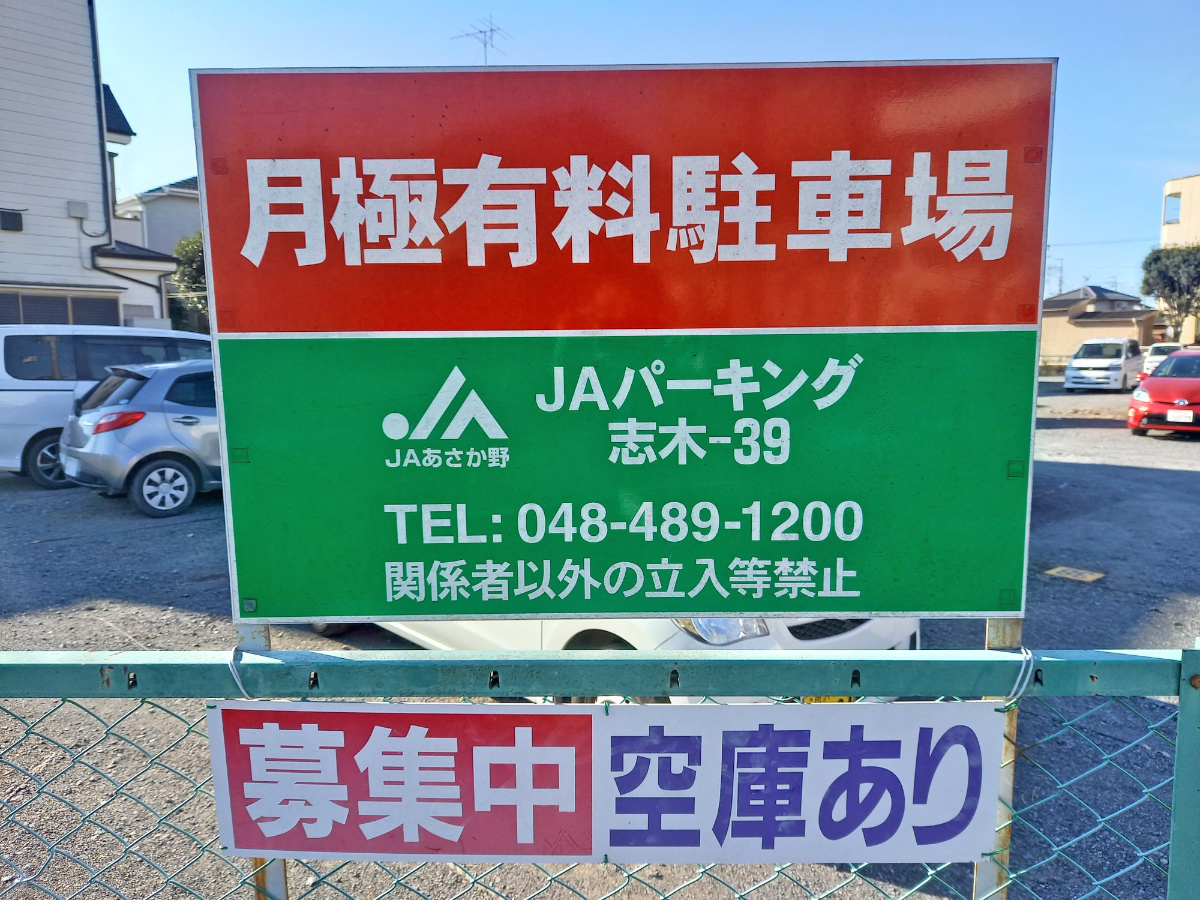 月極有料駐車場
JAパーキング
志木-39
JAあさか野
TEL: 048-489-1200
関係者以外の立入等禁止
募集中 空庫あり